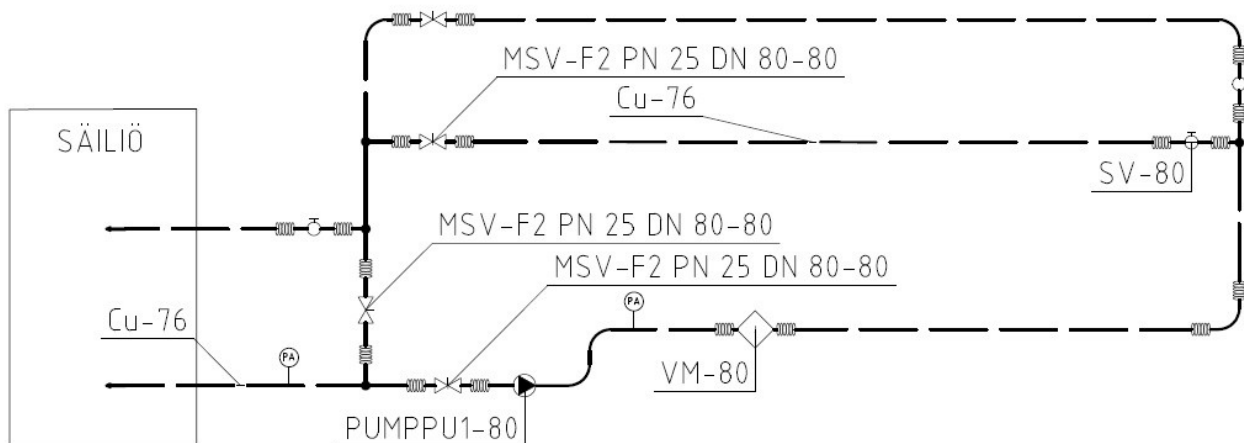 MSV-F2 PN 25 DN 80-80
Cu-76
SÄILIÖ
SV-80
MSV-F2 PN 25 DN 80-80
MSV-F2 PN 25 DN 80-80
PA
Cu-76
PA
VM-80
PUMPPU1-80